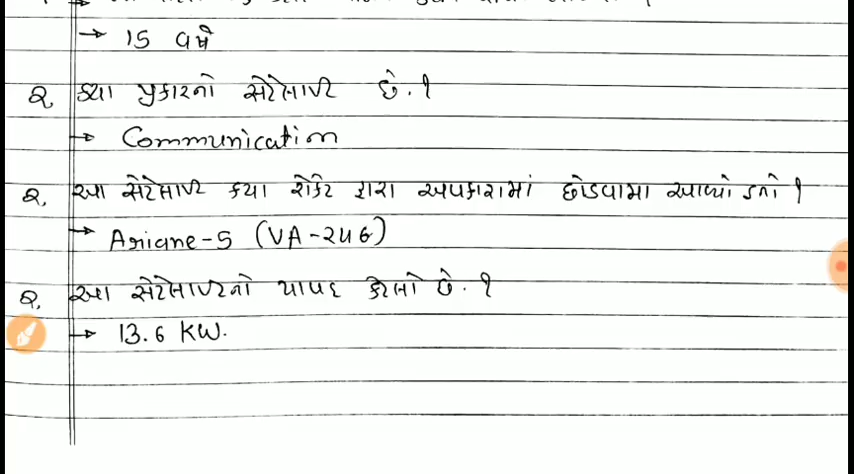 → 15 વર્ષ
Q. ક્યા પ્રકારનો સેટેલાઈટ છે.?
→ Communication
Q. આ સેટેલાઈટ ક્યા રોકેટ દ્વારા અવકાશમાં છોડવામા આવ્યો હતો?
→ Ariane-5 (VA-246)
Q. આ સેટેલાઈટનો પાવર કેટલો છે.?
→ 13.6 KW.